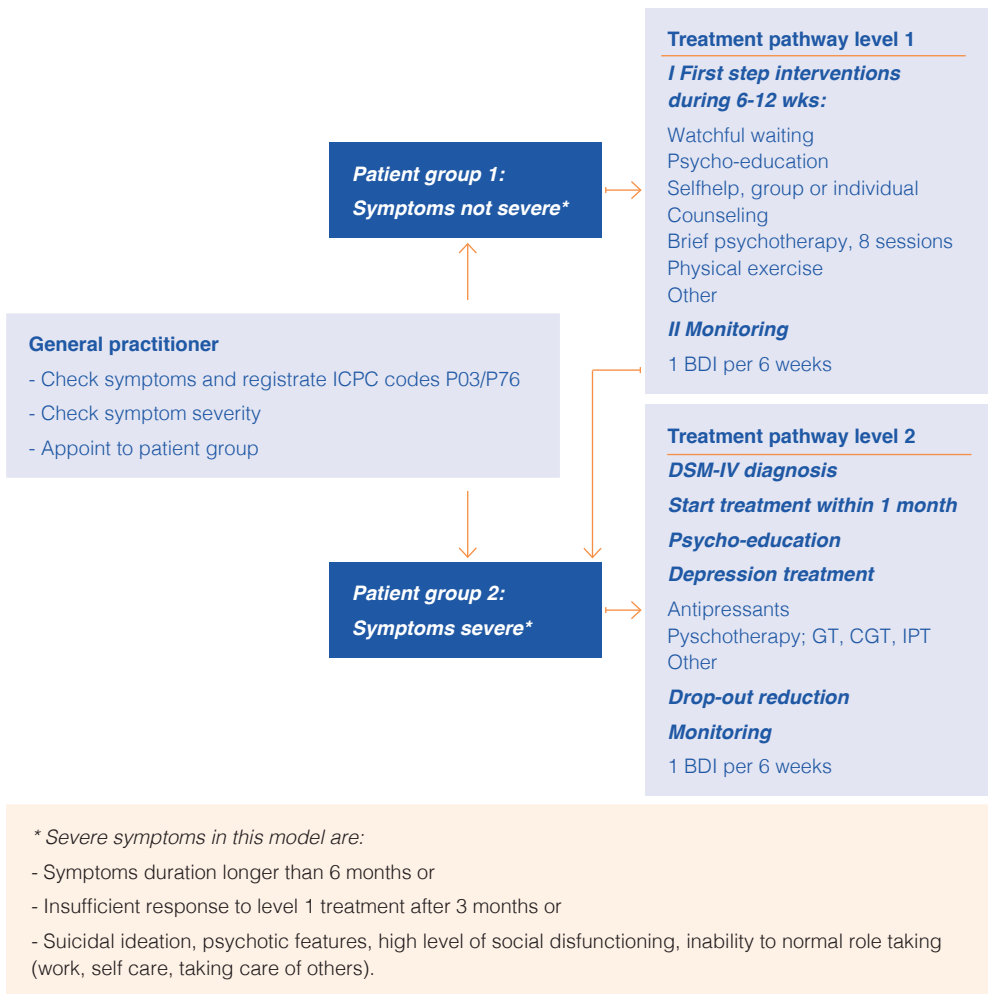 Treatment pathway level 1
I First step interventions
during 6-12 wks:
Watchful waiting
Psycho-education
Selfhelp, group or individual
Counseling
Brief psychotherapy, 8 sessions
Physical exercise
Other
II Monitoring
1 BDI per 6 weeks
Patient group 1:
Symptoms not severe*
General practitioner
- Check symptoms and registrate ICPC codes P03/P76
- Check symptom severity
- Appoint to patient group
Patient group 2:
Symptoms severe*
Treatment pathway level 2
DSM-IV diagnosis
Start treatment within 1 month
Psycho-education
Depression treatment
Antipressants
Pyschotherapy; GT, CGT, IPT
Other
Drop-out reduction
Monitoring
1 BDI per 6 weeks
* Severe symptoms in this model are:
- Symptoms duration longer than 6 months or
- Insufficient response to level 1 treatment after 3 months or
- Suicidal ideation, psychotic features, high level of social disfunctioning, inability to normal role taking
(work, self care, taking care of others).